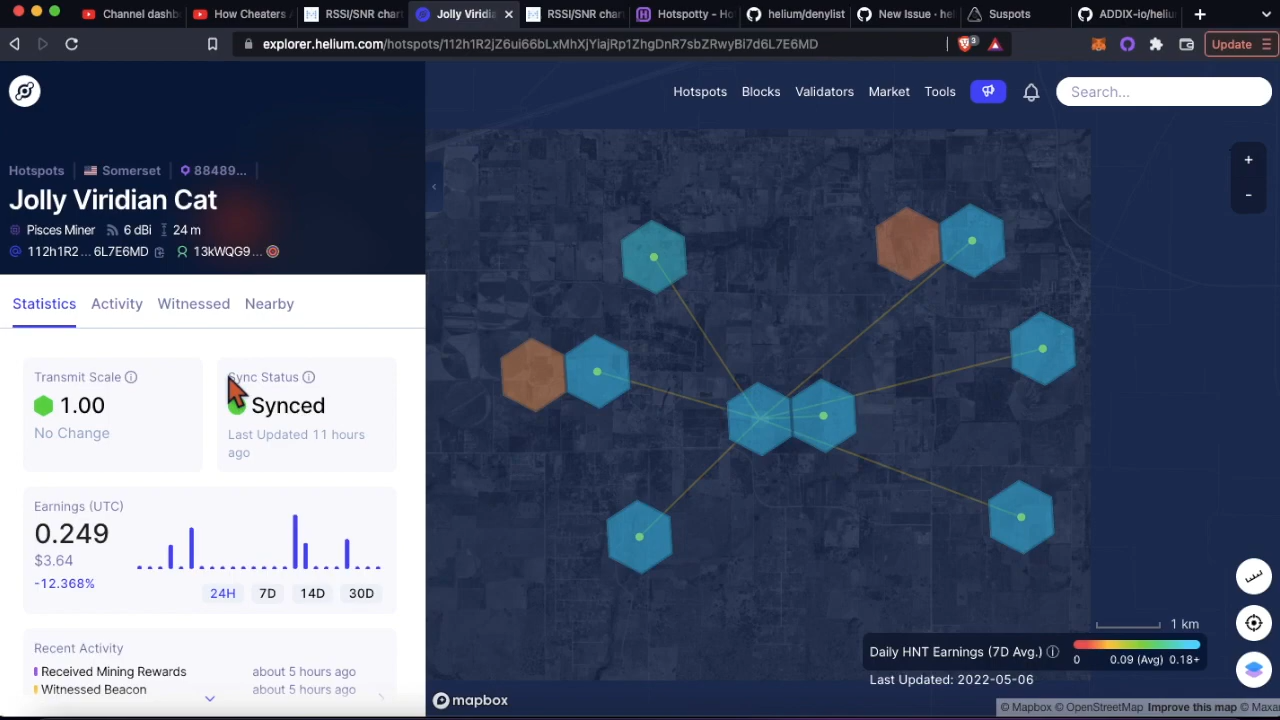 Channel dashb
How Cheaters A
RSSI/SNR chart
Jolly Viridia
RSSI/SNR chan
Hotspotty - Ho
helium/denylist
New Issue · he
Suspots
ADDIX-io/heliu
explorer.helium.com/hotspots/112h1R2jZ6ui66bLxMhXjYiajRp1ZhgDnR7sbZRwyBi7d6L7E6MD
3
Update
Hotspots Blocks Validators Market Tools Search...
Hotspots Somerset 88489...
Jolly Viridian Cat
Pisces Miner 6 dBi 24 m
112h1R2 ... 6L7E6MD 13kWQG9...
Statistics Activity Witnessed Nearby
Transmit Scale
1.00
No Change
Sync Status
Synced
Last Updated 11 hours
ago
Earnings (UTC)
0.249
$3.64
-12.368%
24H 7D 14D 30D
Recent Activity
Received Mining Rewards about 5 hours ago
Witnessed Beacon about 5 hours ago
1 km
Daily HNT Earnings (7D Avg.)
0 0.09 (Avg) 0.18+
Last Updated: 2022-05-06
mapbox
© Mapbox © OpenStreetMap Improve this map © Maxa